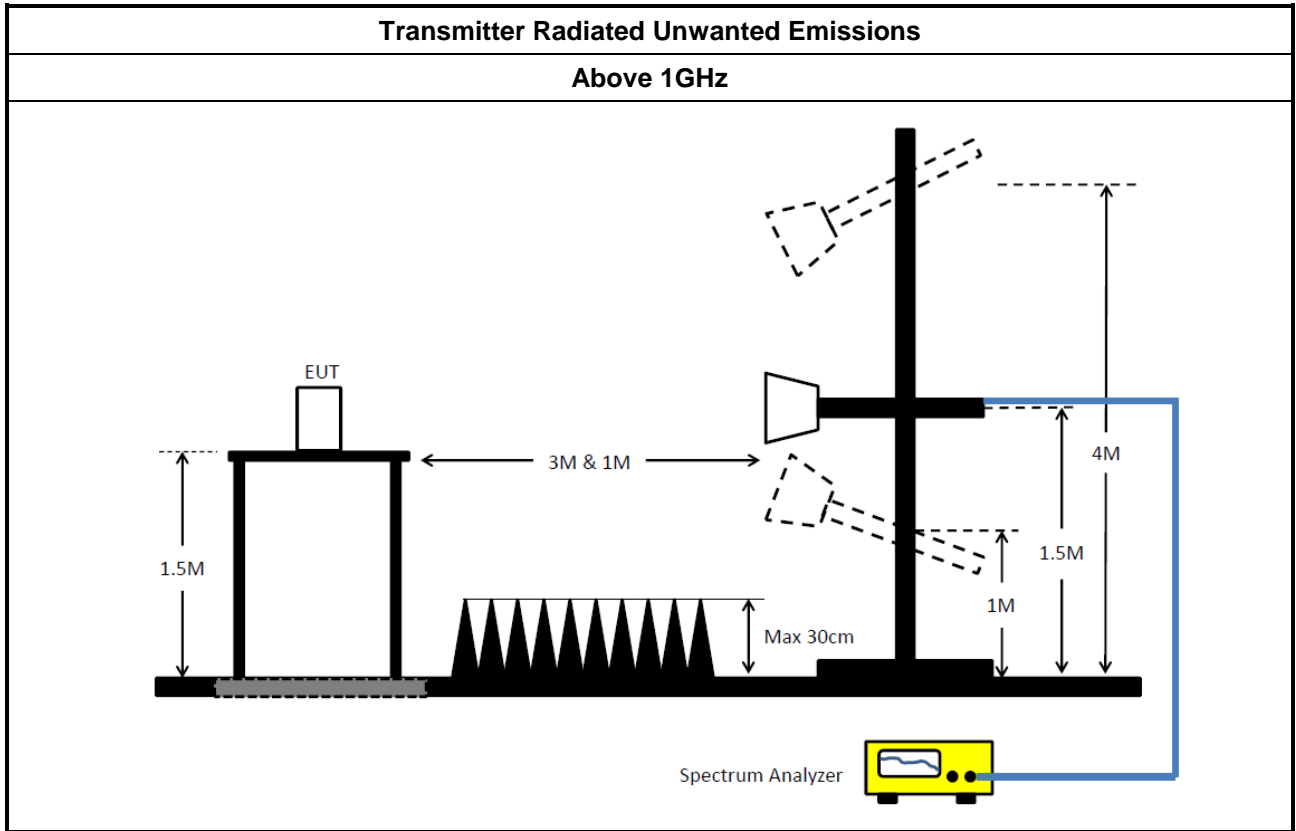 Transmitter Radiated Unwanted Emissions
Above 1GHz
EUT
3M & 1M
4M
1.5M
1.5M
1M
Max 30cm
Spectrum Analyzer